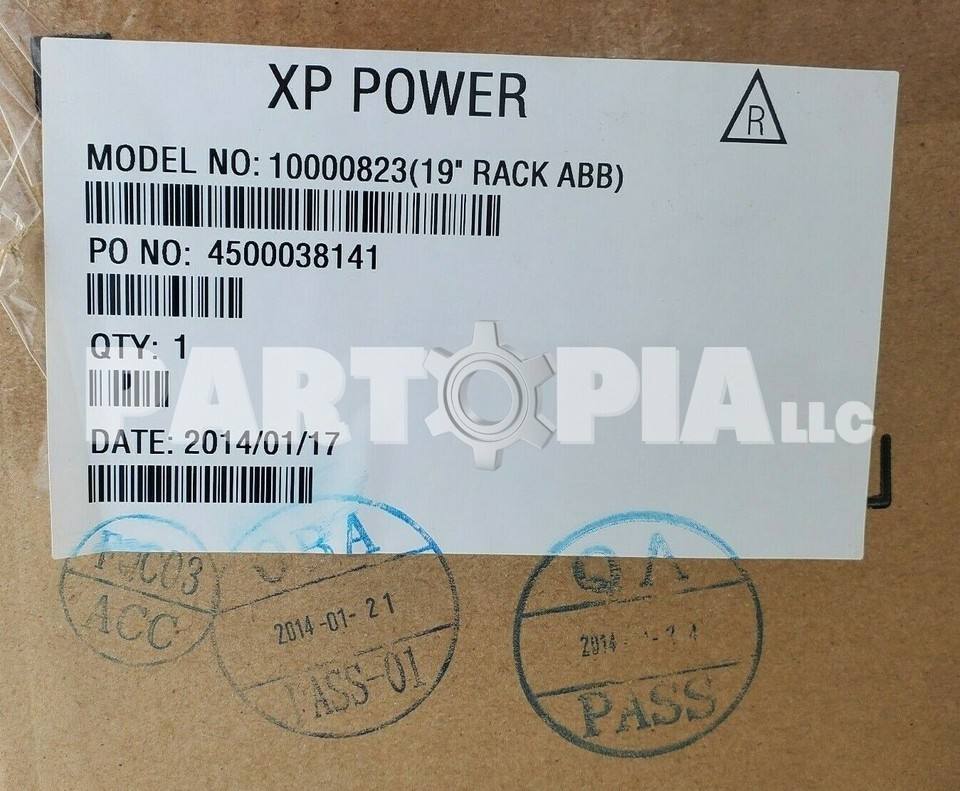 XP POWER
R
MODEL NO: 10000823(19" RACK ABB)
PO NO: 4500038141
QTY: 1
PARTOPIA LLC
DATE: 2014/01/17
ACC
2014-01-21
PASS-01
QA
2014
PASS